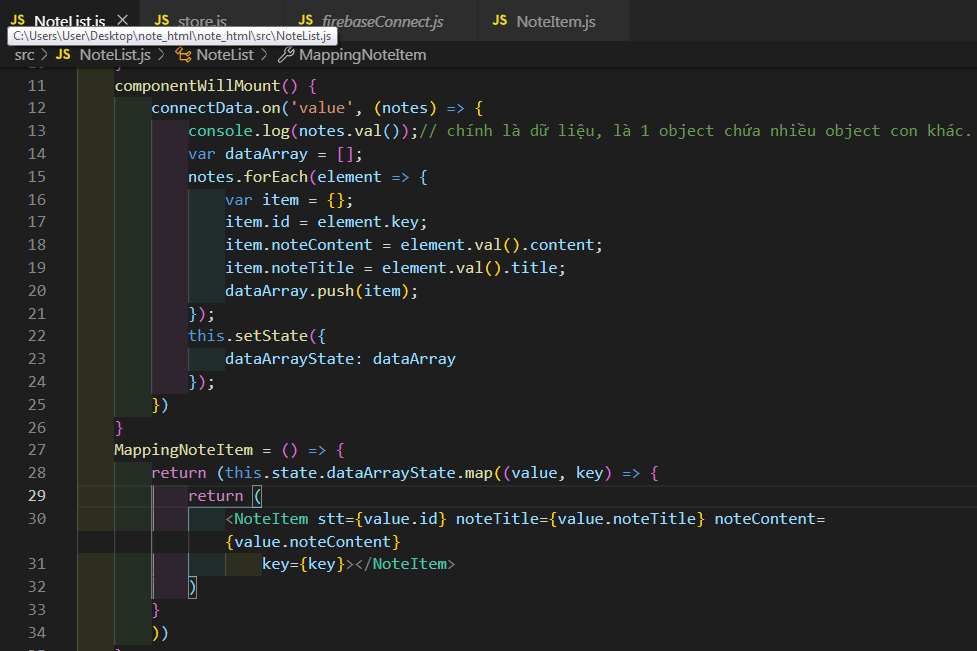 JS NoteList.js × JS store.js JS firebaseConnect.js JS NoteItem.js
C:\Users\User\Desktop\note_html\note_html\src\NoteList.js
src > JS NoteList.js > NoteList > MappingNoteItem
11 componentWillMount() {
12 connectData.on('value', (notes) => {
13 console.log(notes.val());// chính là dữ liệu, là 1 object chứa nhiều object con khác.
14 var dataArray = [];
15 notes.forEach(element => {
16 var item = {};
17 item.id = element.key;
18 item.noteContent = element.val().content;
19 item.noteTitle = element.val().title;
20 dataArray.push(item);
21 });
22 this.setState({
23 dataArrayState: dataArray
24 });
25 })
26 }
27 MappingNoteItem = () => {
28 return (this.state.dataArrayState.map((value, key) => {
29 return (
30 <NoteItem stt={value.id} noteTitle={value.noteTitle} noteContent=
{value.noteContent}
31 key={key}></NoteItem>
32 )
33 }
34 ))